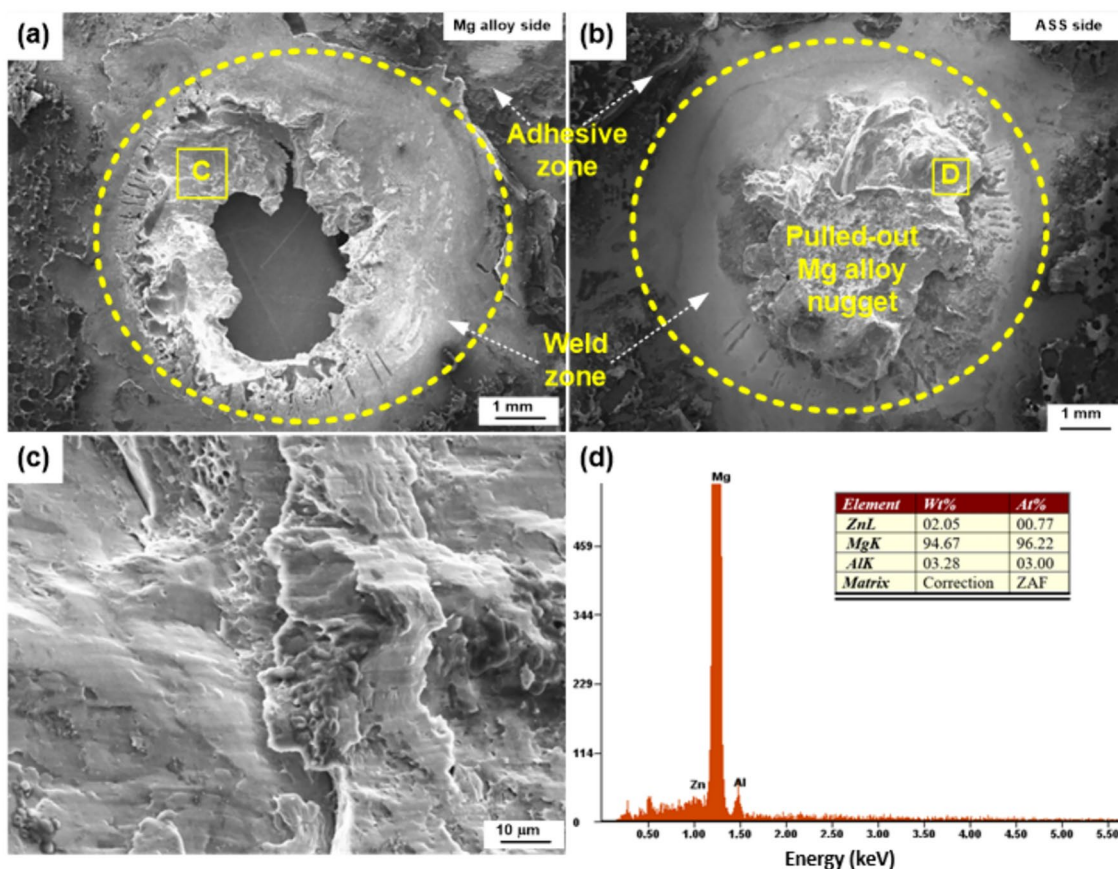 (a)
Mg alloy side
C
1 mm
(b)
ASS side
D
Pulled-out
Mg alloy
nugget
1 mm
Adhesive
zone
Weld
zone
(c)
10 μm
(d)
Mg
Zn
Al
469
344
229
114
0
0.50 1.00 1.50 2.00 2.50 3.00 3.50 4.00 4.50 5.00 5.50
Energy (keV)
Element Wt% At%
ZnL 02.05 00.77
MgK 94.67 96.22
AlK 03.28 03.00
Matrix Correction ZAF